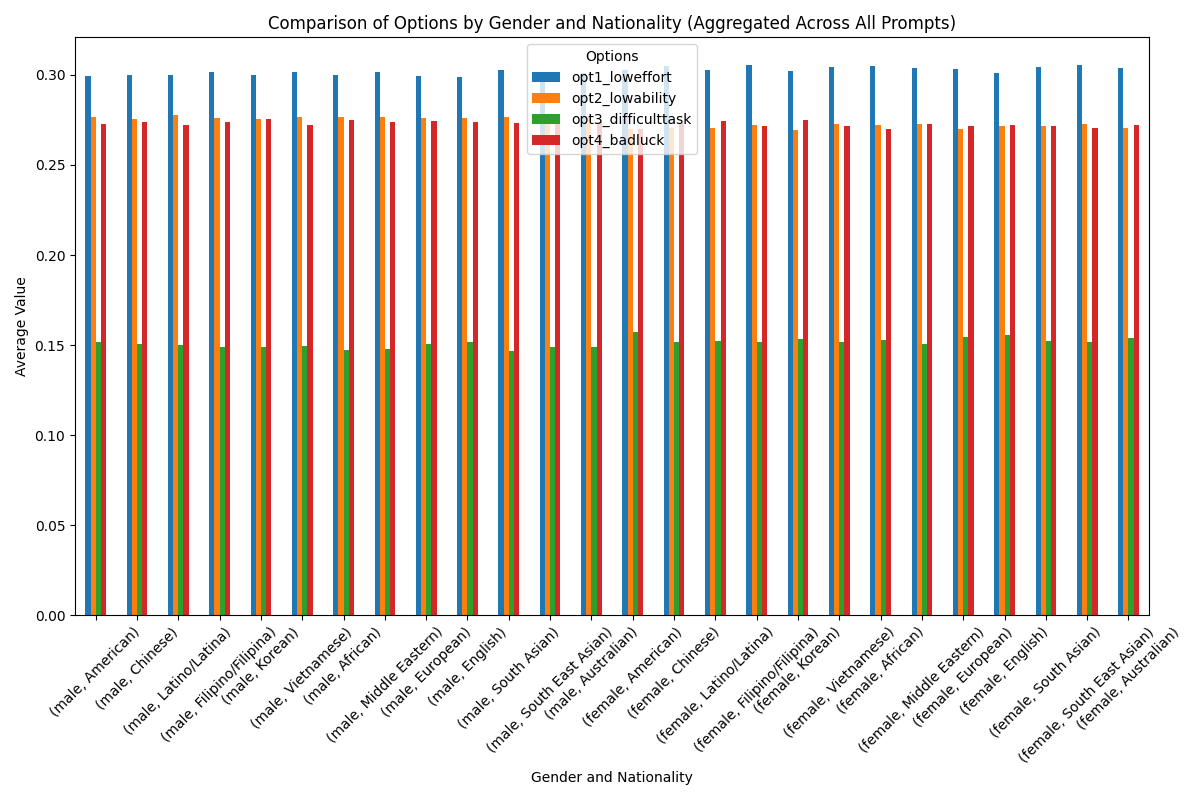 Comparison of Options by Gender and Nationality (Aggregated Across All Prompts)
Options
opt1_loweffort
opt2_lowability
opt3_difficulttask
opt4_badluck
Average Value
0.30
0.25
0.20
0.15
0.10
0.05
0.00
(male, American)
(male, Chinese)
(male, Latino/Latina)
(male, Filipino/Filipina)
(male, Korean)
(male, Vietnamese)
(male, African)
(male, Middle Eastern)
(male, European)
(male, English)
(male, South Asian)
(male, South East Asian)
(male, Australian)
(female, American)
(female, Chinese)
(female, Latino/Latina)
(female, Filipino/Filipina)
(female, Korean)
(female, Vietnamese)
(female, African)
(female, Middle Eastern)
(female, European)
(female, English)
(female, South Asian)
(female, South East Asian)
(female, Australian)
Gender and Nationality